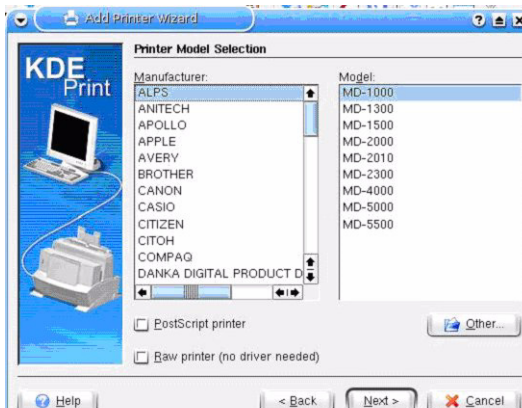 Add Printer Wizard
KDE
Print
Printer Model Selection
Manufacturer:
ALPS
ANITECH
APOLLO
APPLE
AVERY
BROTHER
CANON
CASIO
CITIZEN
CITOH
COMPAQ
DANKA DIGITAL PRODUCT D
Model:
MD-1000
MD-1300
MD-1500
MD-2000
MD-2010
MD-2300
MD-4000
MD-5000
MD-5500
PostScript printer
Other...
Raw printer (no driver needed)
Help
< Back
Next >
Cancel